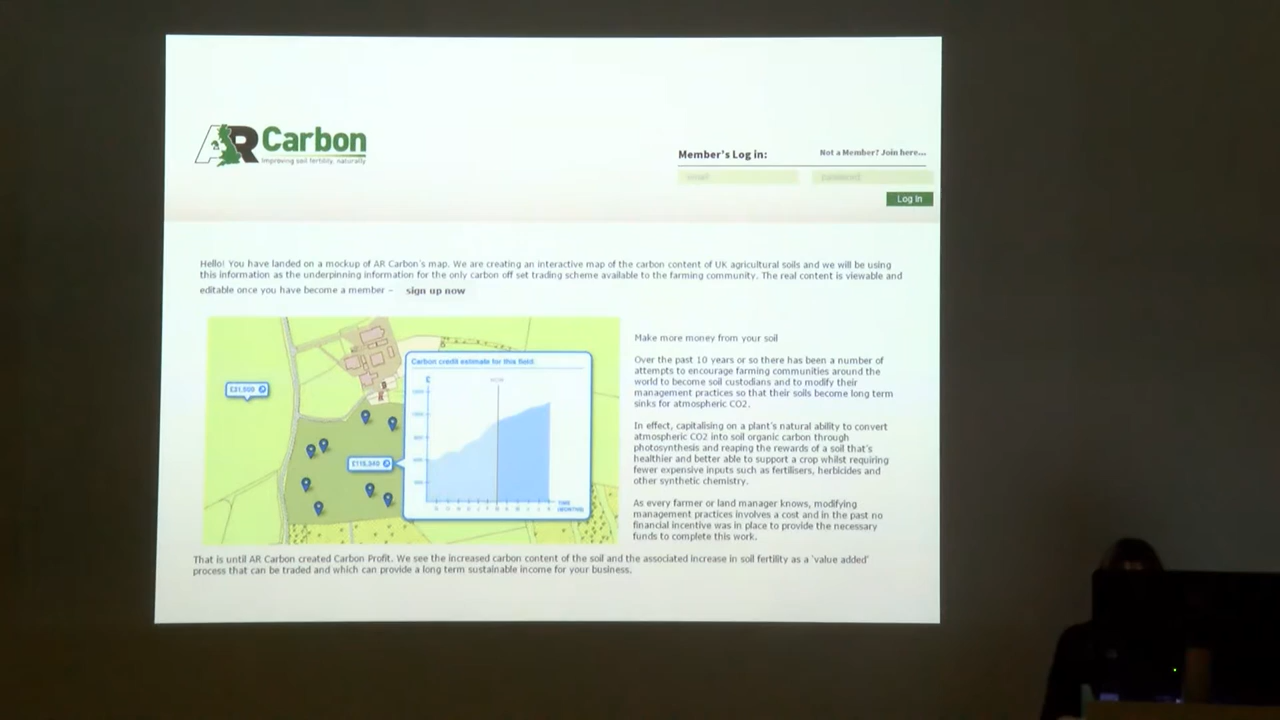 AR Carbon
Improving soil fertility, naturally
Member's Log in:
Not a Member? Join here...
email
password
Log In
Hello! You have landed on a mockup of AR Carbon's map. We are creating an interactive map of the carbon content of UK agricultural soils and we will be using
this information as the underpinning information for the only carbon off set trading scheme available to the farming community. The real content is viewable and
editable once you have become a member – sign up now
Carbon credit estimate for this field:
£
NOW
TIME
(MONTHS)
Make more money from your soil
Over the past 10 years or so there has been a number of
attempts to encourage farming communities around the
world to become soil custodians and to modify their
management practices so that their soils become long term
sinks for atmospheric CO2.
In effect, capitalising on a plant's natural ability to convert
atmospheric CO2 into soil organic carbon through
photosynthesis and reaping the rewards of a soil that's
healthier and better able to support a crop whilst requiring
fewer expensive inputs such as fertilisers, herbicides and
other synthetic chemistry.
As every farmer or land manager knows, modifying
management practices involves a cost and in the past no
financial incentive was in place to provide the necessary
funds to complete this work.
That is until AR Carbon created Carbon Profit. We see the increased carbon content of the soil and the associated increase in soil fertility as a 'value added'
process that can be traded and which can provide a long term sustainable income for your business.